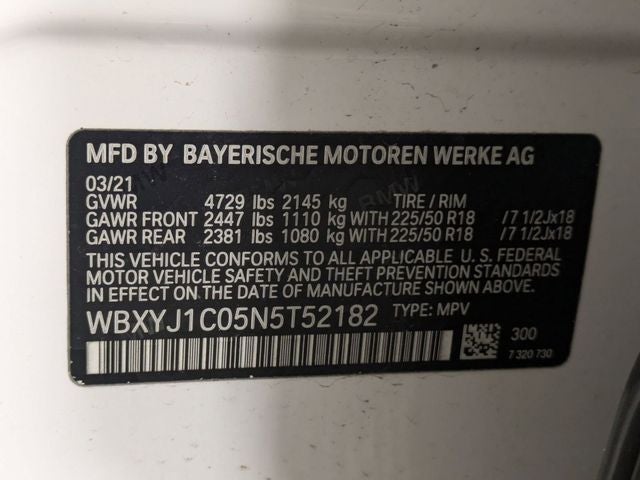 MFD BY BAYERISCHE MOTOREN WERKE AG
03/21
GVWR 4729 lbs 2145 kg TIRE / RIM
GAWR FRONT 2447 lbs 1110 kg WITH 225/50 R18 / 7 1/2Jx18
GAWR REAR 2381 lbs 1080 kg WITH 225/50 R18 / 7 1/2Jx18
THIS VEHICLE CONFORMS TO ALL APPLICABLE U. S. FEDERAL
MOTOR VEHICLE SAFETY AND THEFT PREVENTION STANDARDS
IN EFFECT ON THE DATE OF MANUFACTURE SHOWN ABOVE.
WBXYJ1C05N5T52182 TYPE: MPV
300
7 320 730